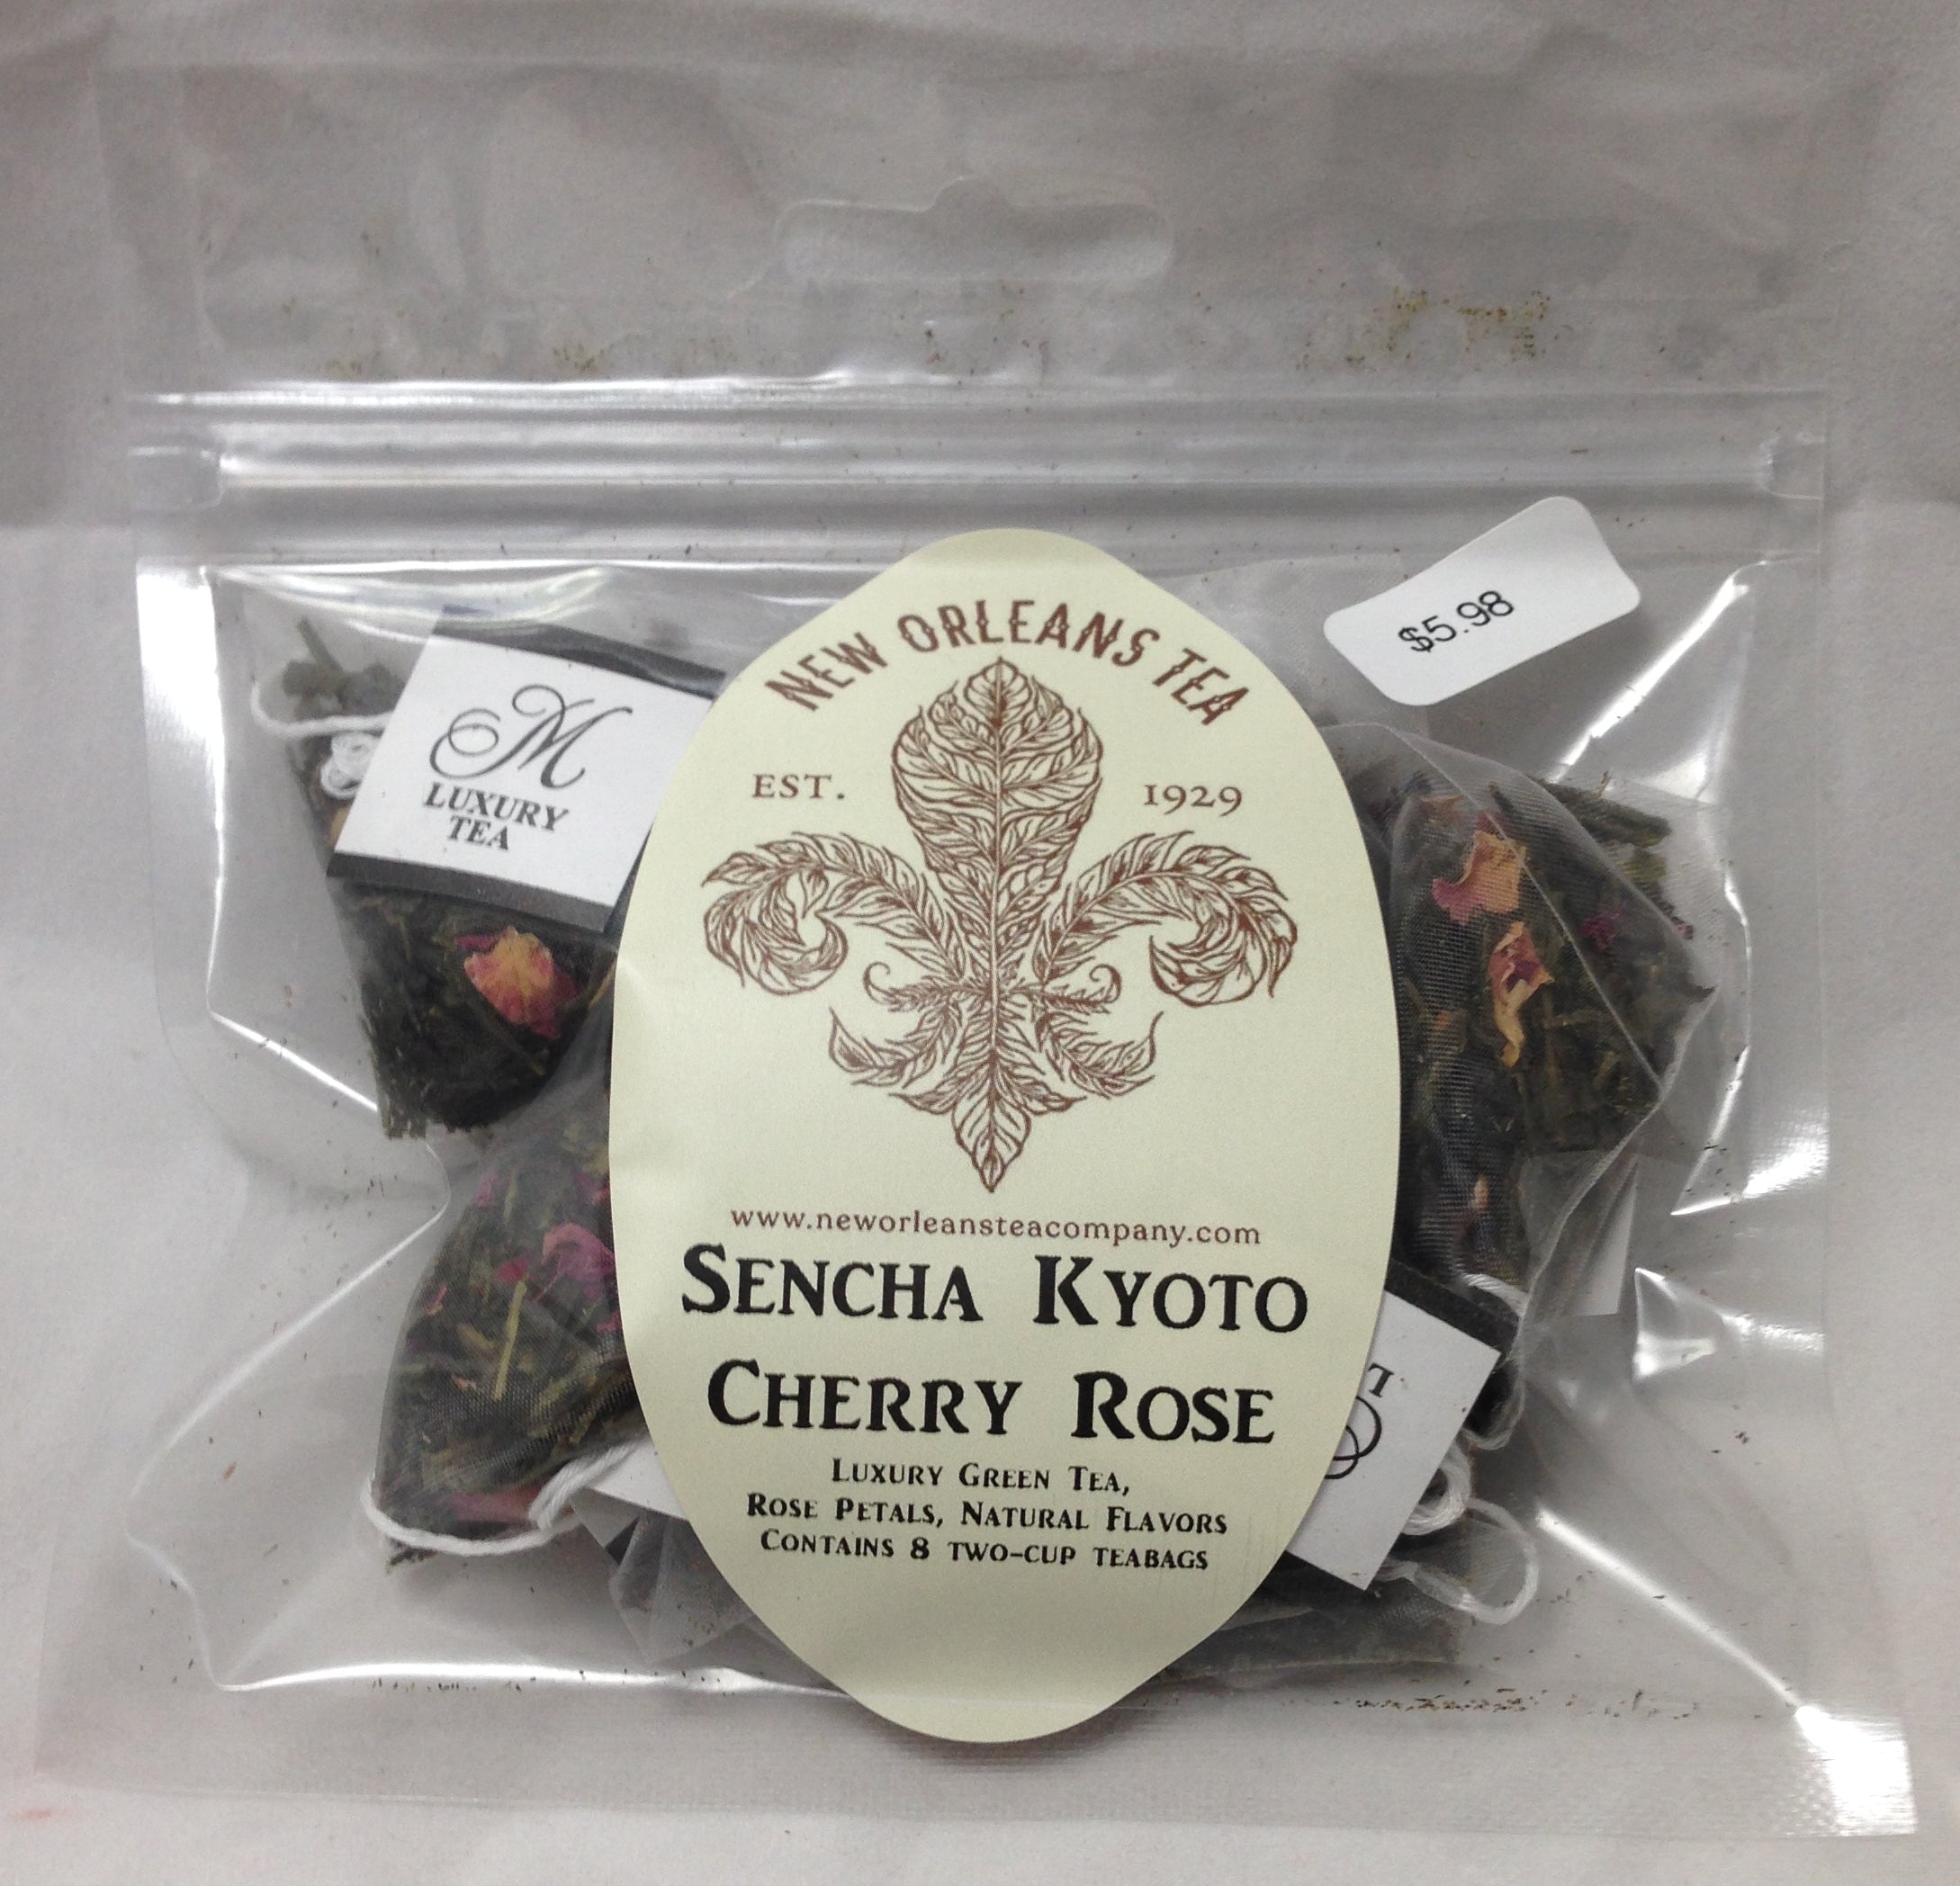 $5.98
NEW ORLEANS TEA
EST. 1929
www.neworleansteacompany.com
SENCHA KYOTO
CHERRY ROSE
LUXURY GREEN TEA,
ROSE PETALS, NATURAL FLAVORS
CONTAINS 8 TWO-CUP TEABAGS
M
LUXURY
TEA